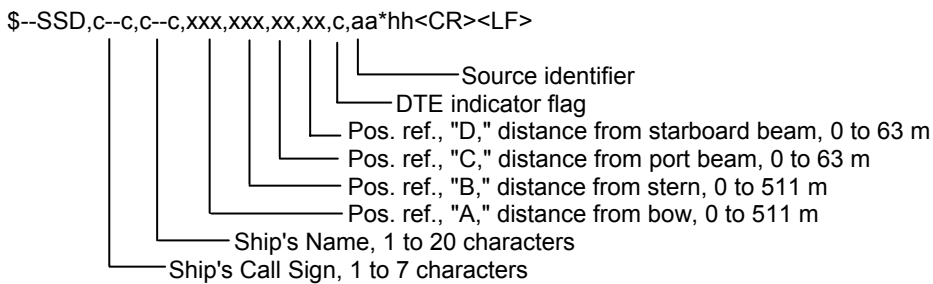 $--SSD,c--c,c--c,xxx,xxx,xx,xx,c,aa*hh<CR><LF>
Source identifier
DTE indicator flag
Pos. ref., "D," distance from starboard beam, 0 to 63 m
Pos. ref., "C," distance from port beam, 0 to 63 m
Pos. ref., "B," distance from stern, 0 to 511 m
Pos. ref., "A," distance from bow, 0 to 511 m
Ship's Name, 1 to 20 characters
Ship's Call Sign, 1 to 7 characters